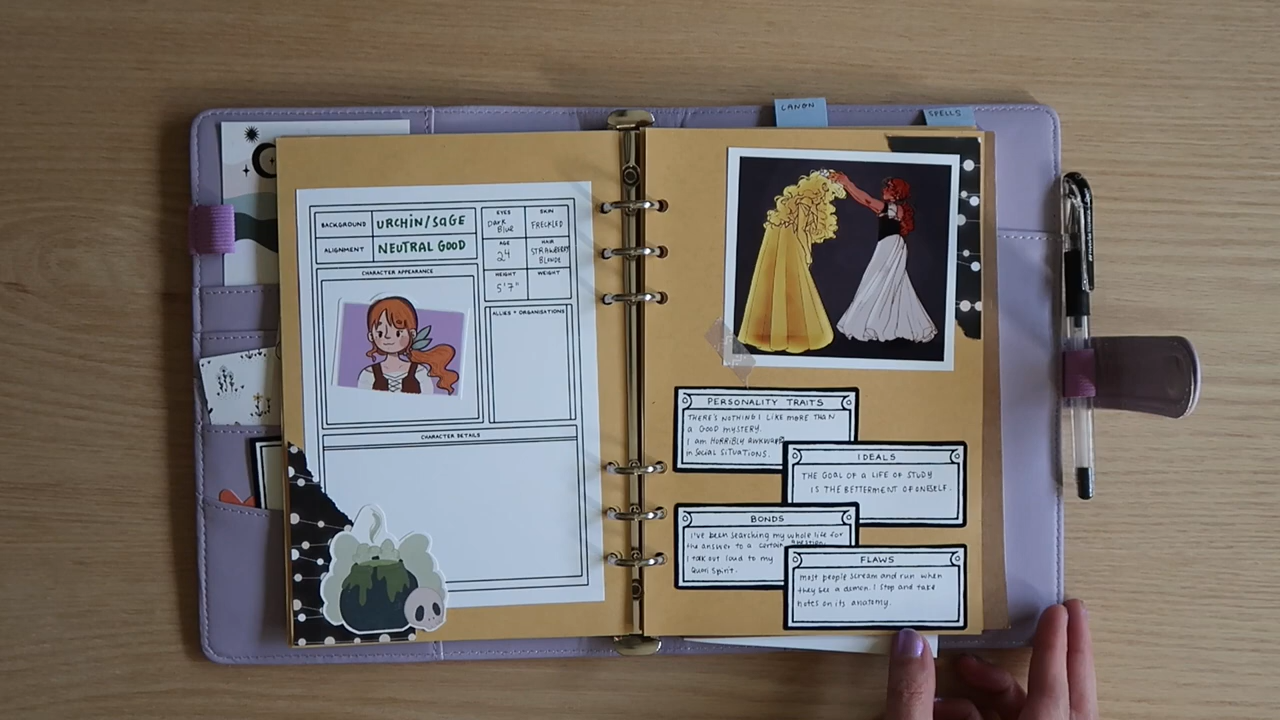 CANON
SPELLS
BACKGROUND
URCHIN/SAGE
ALIGNMENT
NEUTRAL GOOD
EYES
Dark
Blue
SKIN
FRECKLED
AGE
24
HAIR
STRAWBERRY
BLONDE
HEIGHT
5'7"
WEIGHT
CHARACTER APPEARANCE
ALLIES + ORGANISATIONS
CHARACTER DETAILS
PERSONALITY TRAITS
THERE'S NOTHING I LIKE MORE THAN
a GOOD MYSTERY.
I am HORRIBLY AWKWARD
in SOCIAL SITUATIONS.
IDEALS
THE GOAL OF A LIFE OF STUDY
IS THE BETTERMENT OF ONESELF.
BONDS
I've been searching my whole life for
the answer to a certain question.
I talk out loud to my
Quori Spirit.
FLAWS
most people scream and run when
they see a demon. I stop and take
notes on its anatomy.